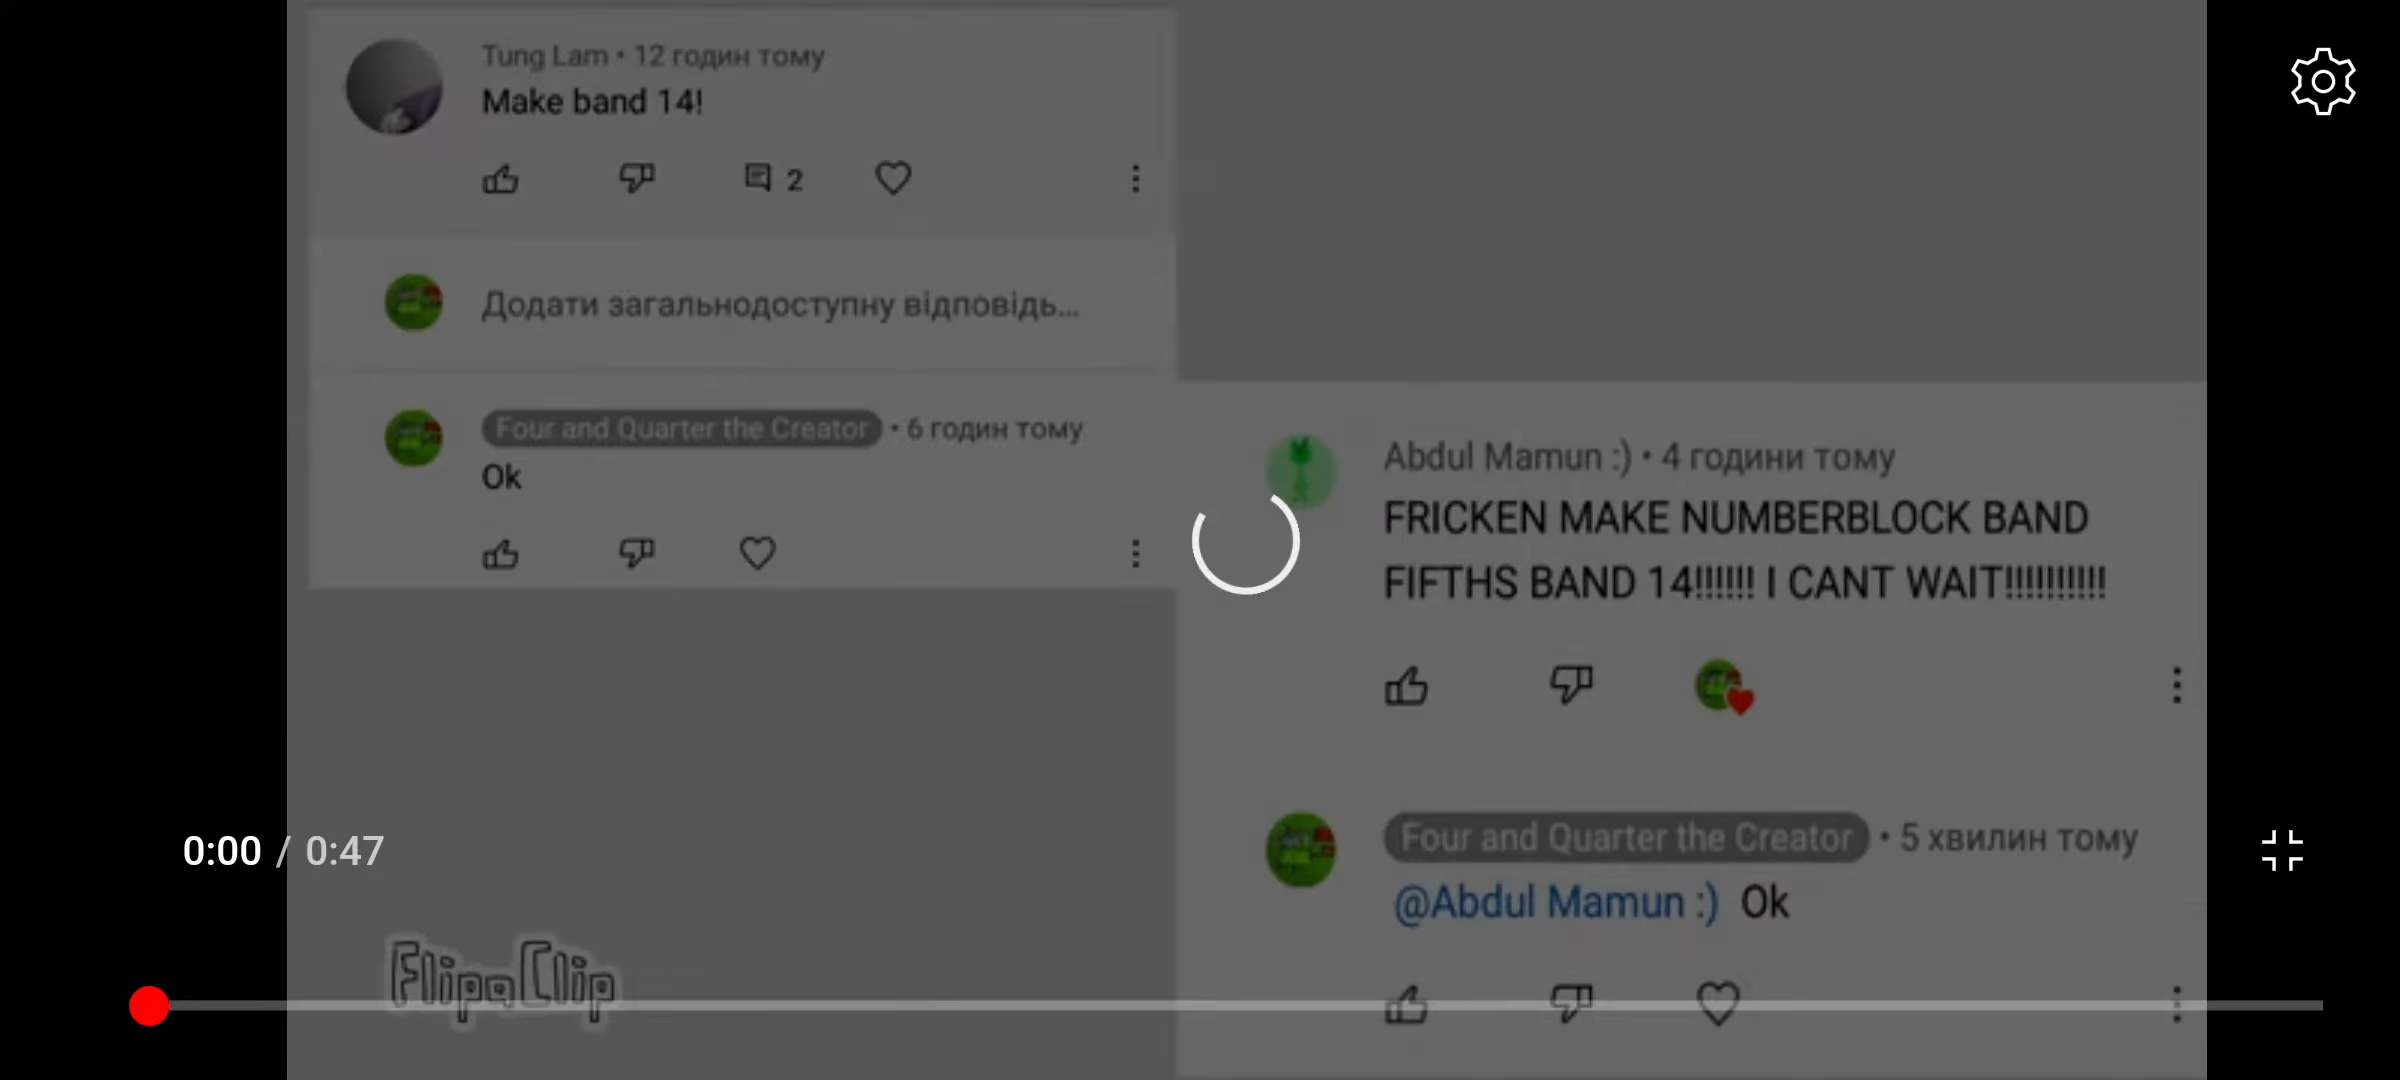 Tung Lam • 12 годин тому
Make band 14!
2
Додати загальнодоступну відповідь...
Four and Quarter the Creator • 6 годин тому
Ok
Abdul Mamun :) • 4 години тому
FRICKEN MAKE NUMBERBLOCK BAND
FIFTHS BAND 14!!!!!! I CANT WAIT!!!!!!!!!!
Four and Quarter the Creator • 5 хвилин тому
@Abdul Mamun :) Ok
0:00 / 0:47
FlipaClip